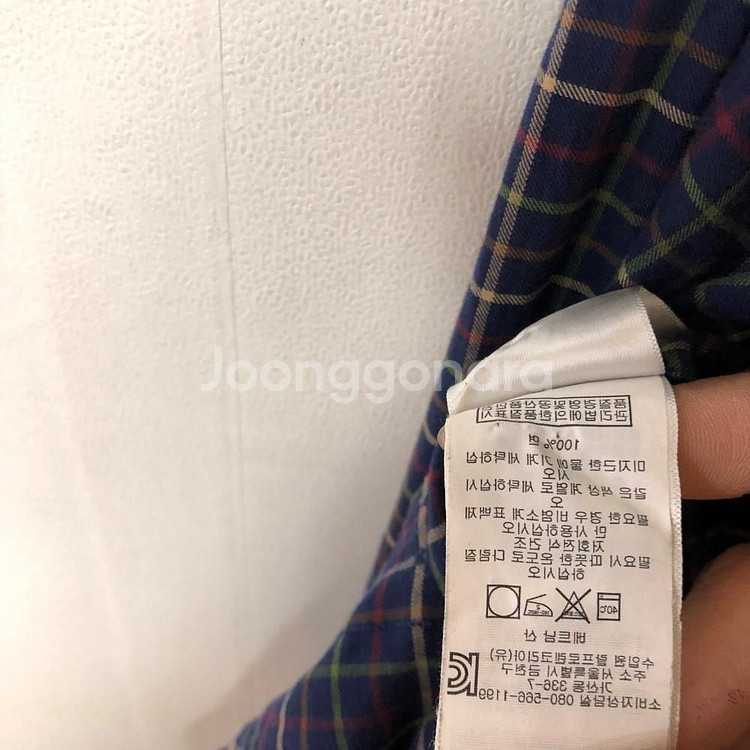 품질경영및공산품안전
관리법에의한품질표시
100% 면
미지근한 물에 기계 세탁하십
시오
같은 색상 계열로 세탁하십시
오
필요한 경우 비염소계 표백제
만 사용하십시오
저회전식 건조
필요시 따뜻한 온도로 다림질
하십시오
40℃
베트남 산
수입원 랄프로렌코리아(유)
주소 서울특별시 금천구
가산동 336-7
소비자상담실 080-566-1199
Joonggonara